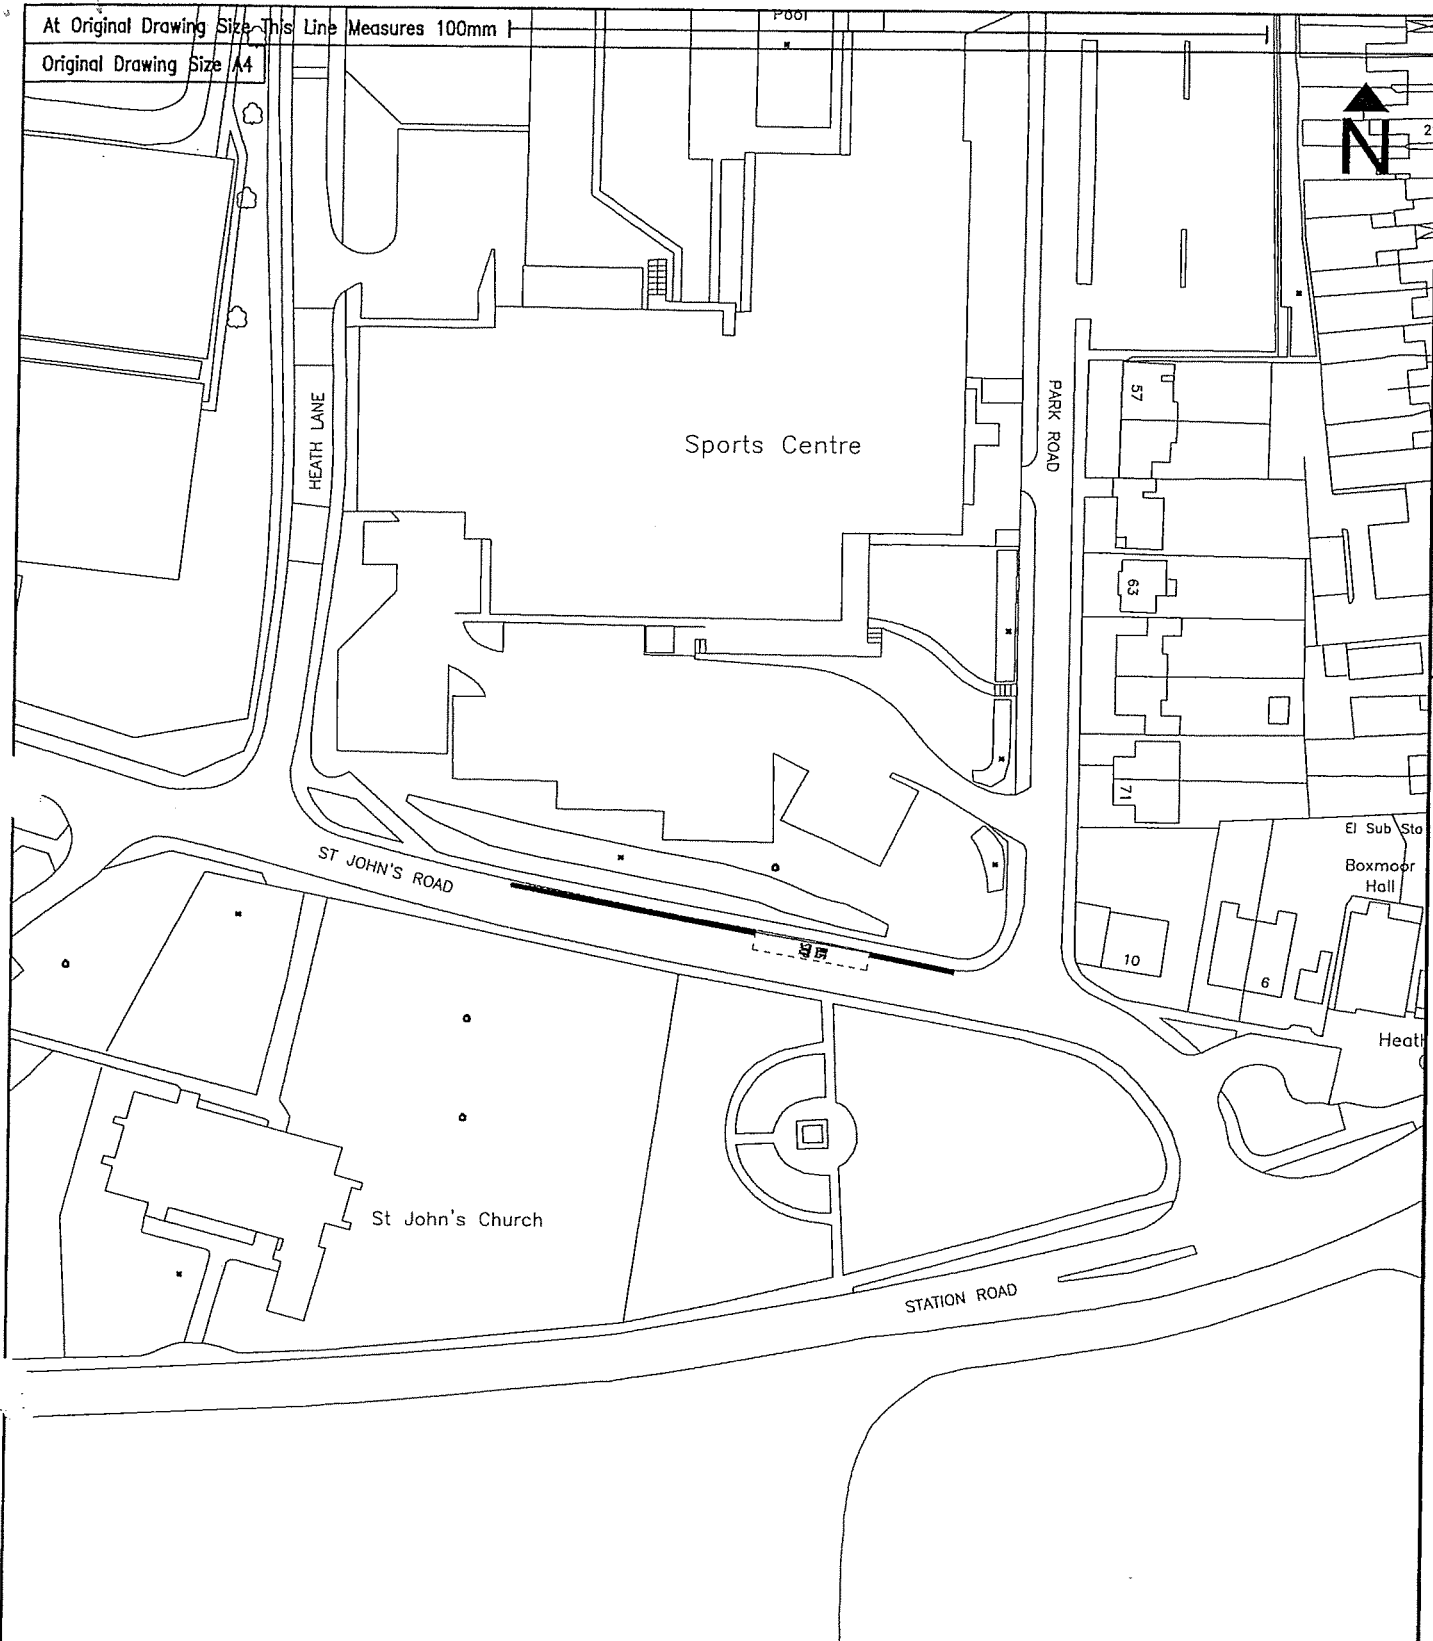 At Original Drawing Size This Line Measures 100mm
Original Drawing Size A4
Pool
N
2
HEATH LANE
PARK ROAD
57
Sports Centre
63
71
El Sub Sta
Boxmoor
Hall
ST JOHN'S ROAD
10
6
Heath
St John's Church
STATION ROAD